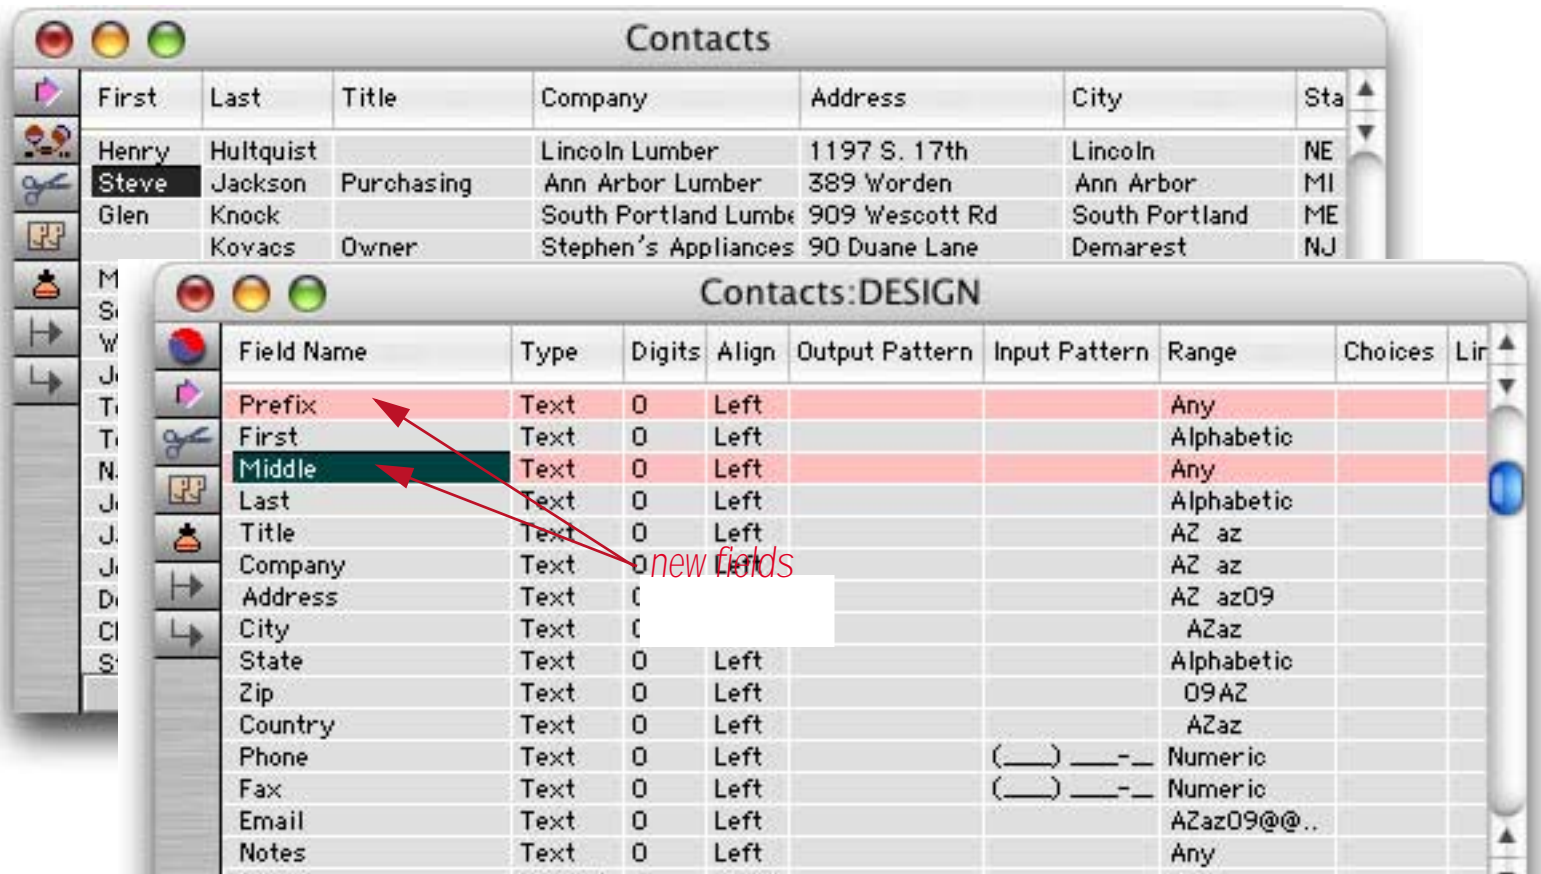 Contacts
First Last Title Company Address City Sta
Henry Hultquist Lincoln Lumber 1197 S. 17th Lincoln NE
Steve Jackson Purchasing Ann Arbor Lumber 389 Worden Ann Arbor MI
Glen Knock South Portland Lumbe 909 Wescott Rd South Portland ME
Kovacs Owner Stephen's Appliances 90 Duane Lane Demarest NJ
Contacts:DESIGN
Field Name Type Digits Align Output Pattern Input Pattern Range Choices Lin
Prefix Text 0 Left Any
First Text 0 Left Alphabetic
Middle Text 0 Left Any
Last Text 0 Left Alphabetic
Title Text 0 Left AZ az
Company Text 0 Left AZ az
new fields
Address Text AZ az09
City Text AZaz
State Text 0 Left Alphabetic
Zip Text 0 Left 09AZ
Country Text 0 Left AZaz
Phone Text 0 Left (___) ___-_ Numeric
Fax Text 0 Left (___) ___-_ Numeric
Email Text 0 Left AZaz09@@..
Notes Text 0 Left Any